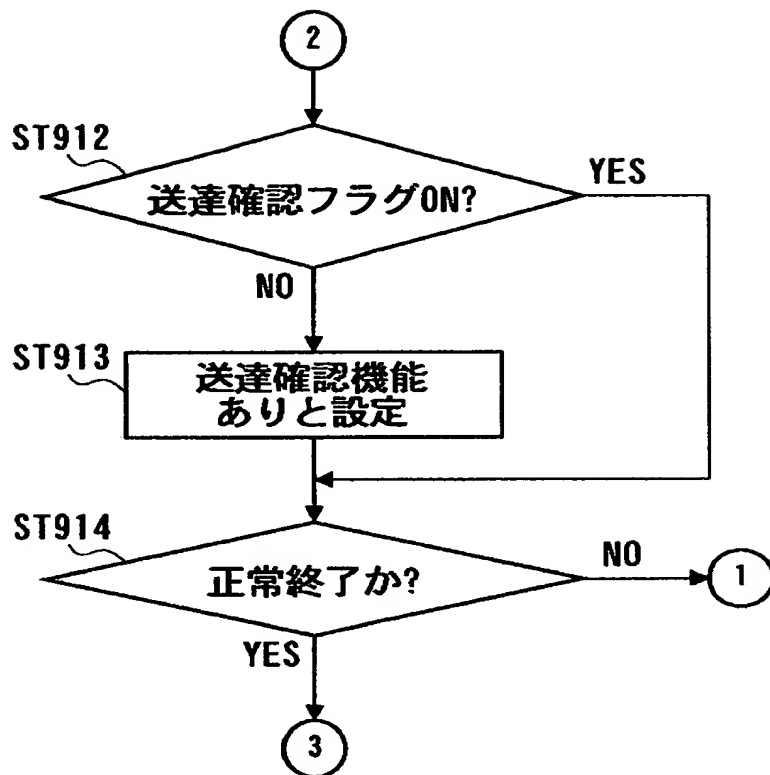 2
ST912
送達確認フラグON?
YES
NO
ST913
送達確認機能
ありと設定
ST914
正常終了か?
NO
1
YES
3